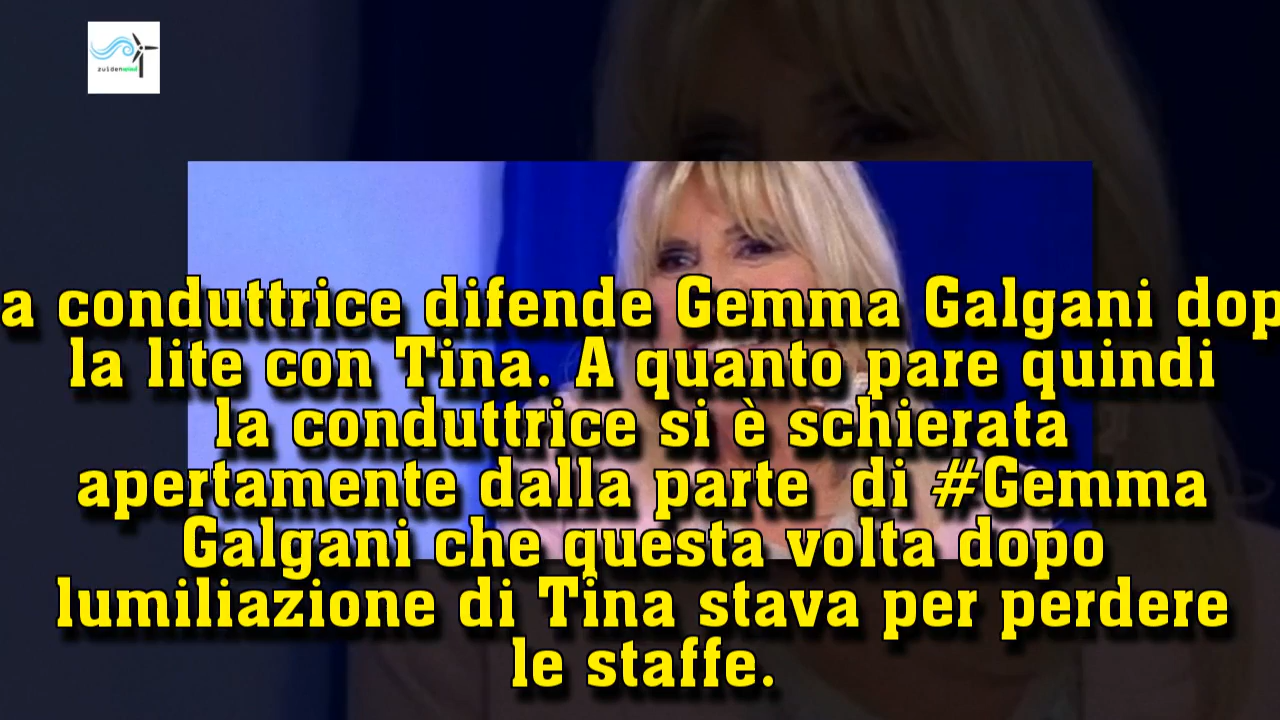 zuidenwind
a conduttrice difende Gemma Galgani dop
la lite con Tina. A quanto pare quindi
la conduttrice si è schierata
apertamente dalla parte  di #Gemma
Galgani che questa volta dopo
lumiliazione di Tina stava per perdere
le staffe.